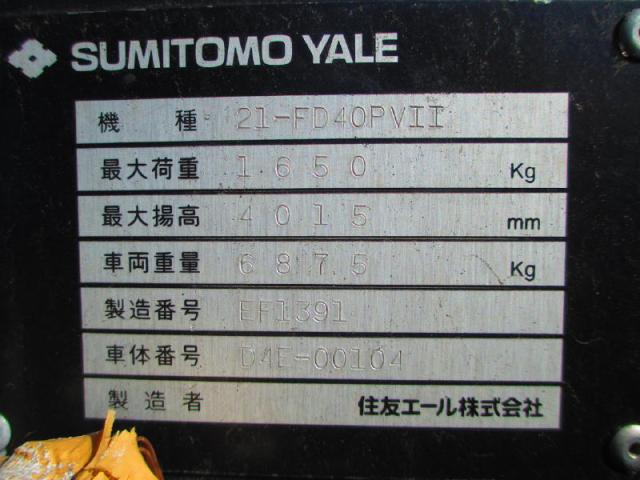 SUMITOMO YALE
機種 21-FD40PVII
最大荷重 1650 Kg
最大揚高 4015 mm
車両重量 6875 Kg
製造番号 EF1391
車体番号 D4E-00104
製造者 住友エール株式会社